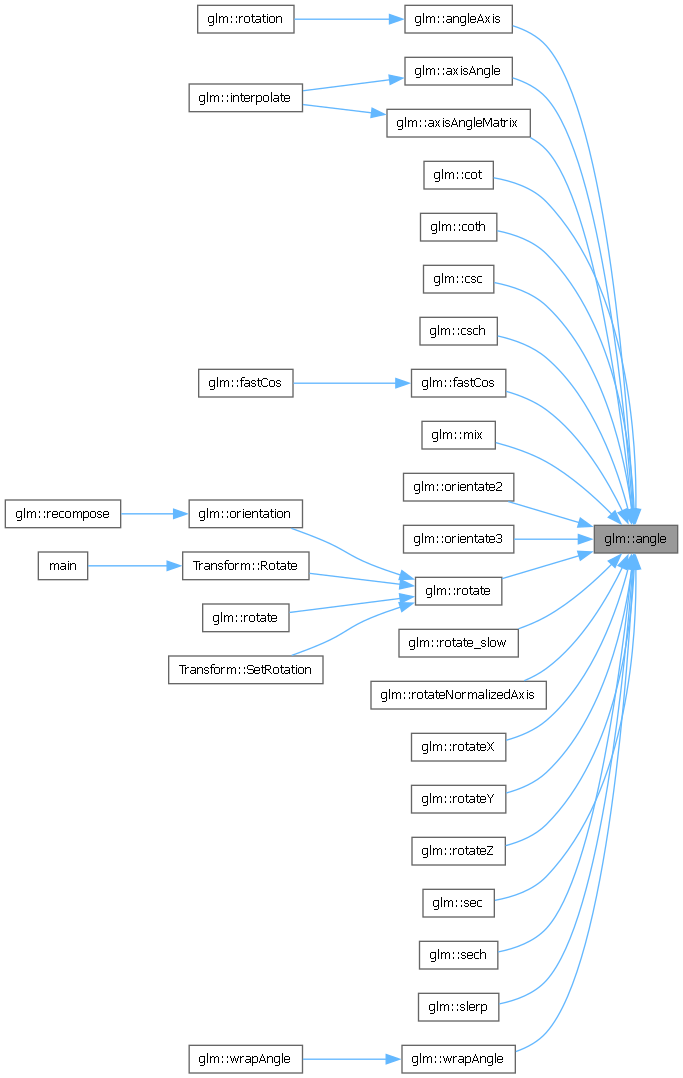 glm::rotation
glm::angleAxis
glm::axisAngle
glm::interpolate
glm::axisAngleMatrix
glm::cot
glm::coth
glm::csc
glm::csch
glm::fastCos
glm::fastCos
glm::mix
glm::orientate2
glm::recompose
glm::orientation
glm::orientate3
glm::angle
main
Transform::Rotate
glm::rotate
glm::rotate
glm::rotate_slow
Transform::SetRotation
glm::rotateNormalizedAxis
glm::rotateX
glm::rotateY
glm::rotateZ
glm::sec
glm::sech
glm::slerp
glm::wrapAngle
glm::wrapAngle